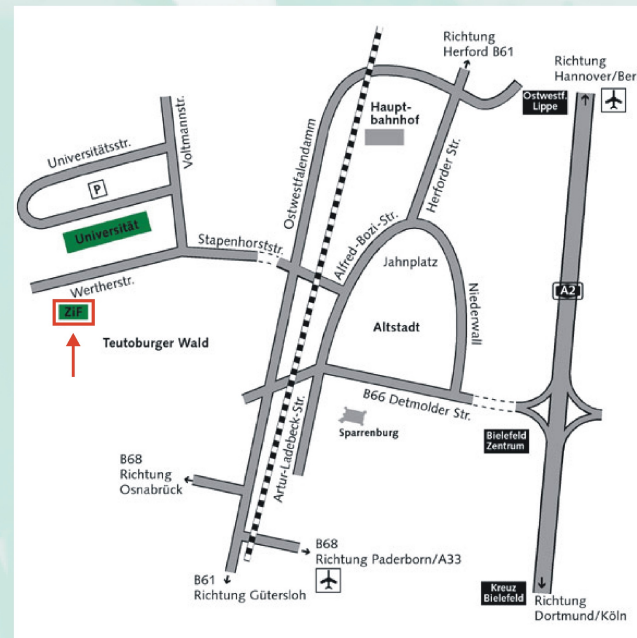 Richtung
Herford B61
Richtung
Hannover/Ber
Ostwestf.
Lippe
Haupt-
bahnhof
Voltmannstr.
Universitätsstr.
P
Universität
Ostwestfalendamm
Herforder Str.
Alfred-Bozi-Str.
Stapenhorststr.
Jahnplatz
Wertherstr.
Niederwall
A2
ZiF
Altstadt
Teutoburger Wald
B66 Detmolder Str.
Sparrenburg
Artur-Ladebeck-Str.
Bielefeld
Zentrum
B68
Richtung
Osnabrück
B68
Richtung Paderborn/A33
B61
Richtung Gütersloh
Kreuz
Bielefeld
Richtung
Dortmund/Köln